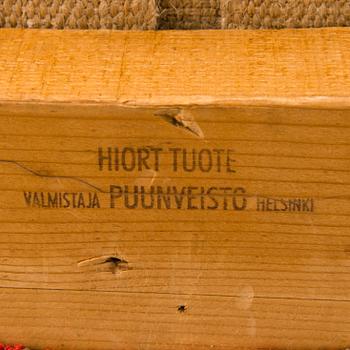 HIORT TUOTE
VALMISTAJA PUUNVEISTO HELSINKI